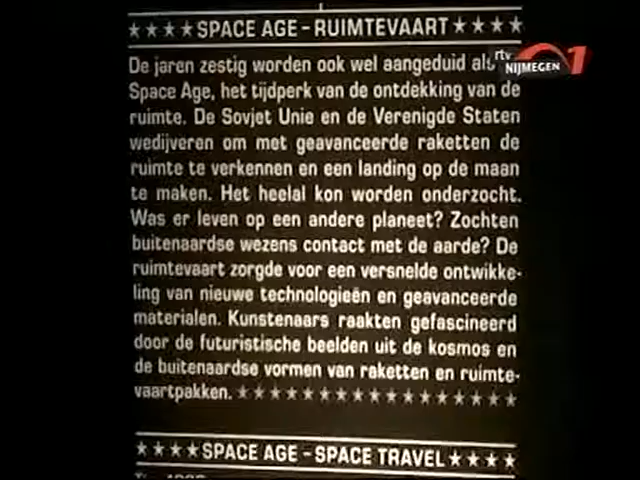 ★★★★ SPACE AGE - RUIMTEVAART ★★★★
De jaren zestig worden ook wel aangeduid als
Space Age, het tijdperk van de ontdekking van de
ruimte. De Sovjet Unie en de Verenigde Staten
wedijveren om met geavanceerde raketten de
ruimte te verkennen en een landing op de maan
te maken. Het heelal kon worden onderzocht.
Was er leven op een andere planeet? Zochten
buitenaardse wezens contact met de aarde? De
ruimtevaart zorgde voor een versnelde ontwikke-
ling van nieuwe technologieën en geavanceerde
materialen. Kunstenaars raakten gefascineerd
door de futuristische beelden uit de kosmos en
de buitenaardse vormen van raketten en ruimte-
vaartpakken. ★★★★★★★★★★★★★★★★★
★★★★ SPACE AGE - SPACE TRAVEL ★★★★
rtv
NIJMEGEN 1